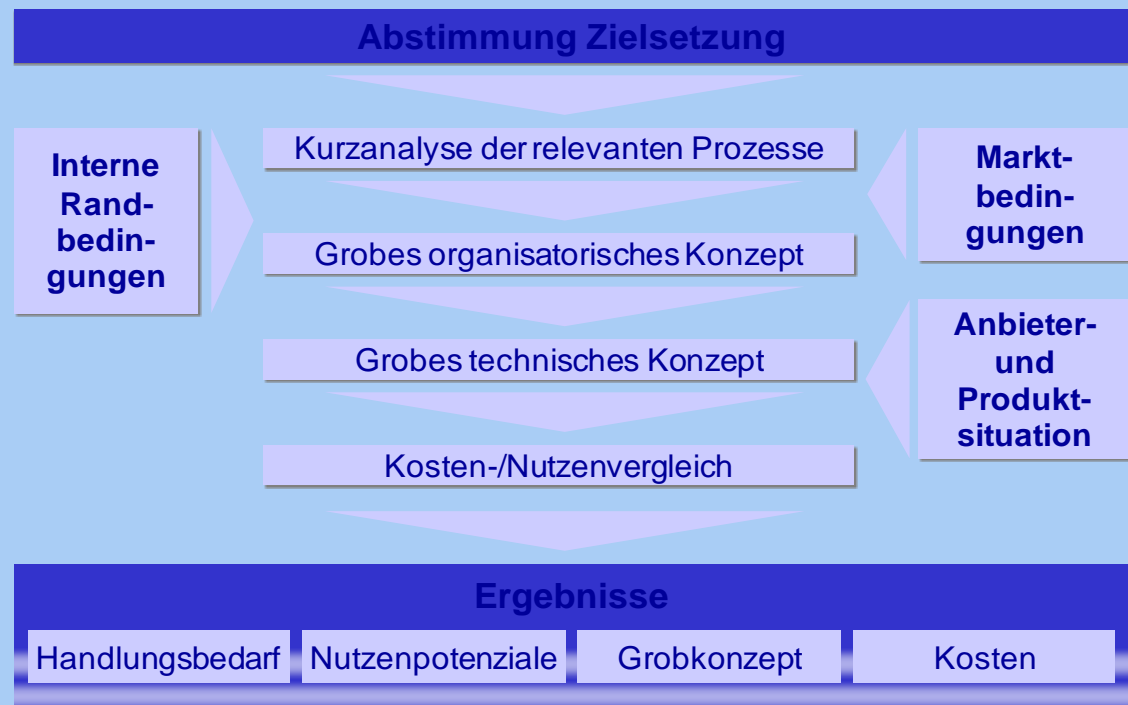 Abstimmung Zielsetzung
Interne
Rand-
bedin-
gungen
Kurzanalyse der relevanten Prozesse
Grobes organisatorisches Konzept
Grobes technisches Konzept
Kosten-/Nutzenvergleich
Markt-
bedin-
gungen
Anbieter-
und
Produkt-
situation
Ergebnisse
Handlungsbedarf
Nutzenpotenziale
Grobkonzept
Kosten